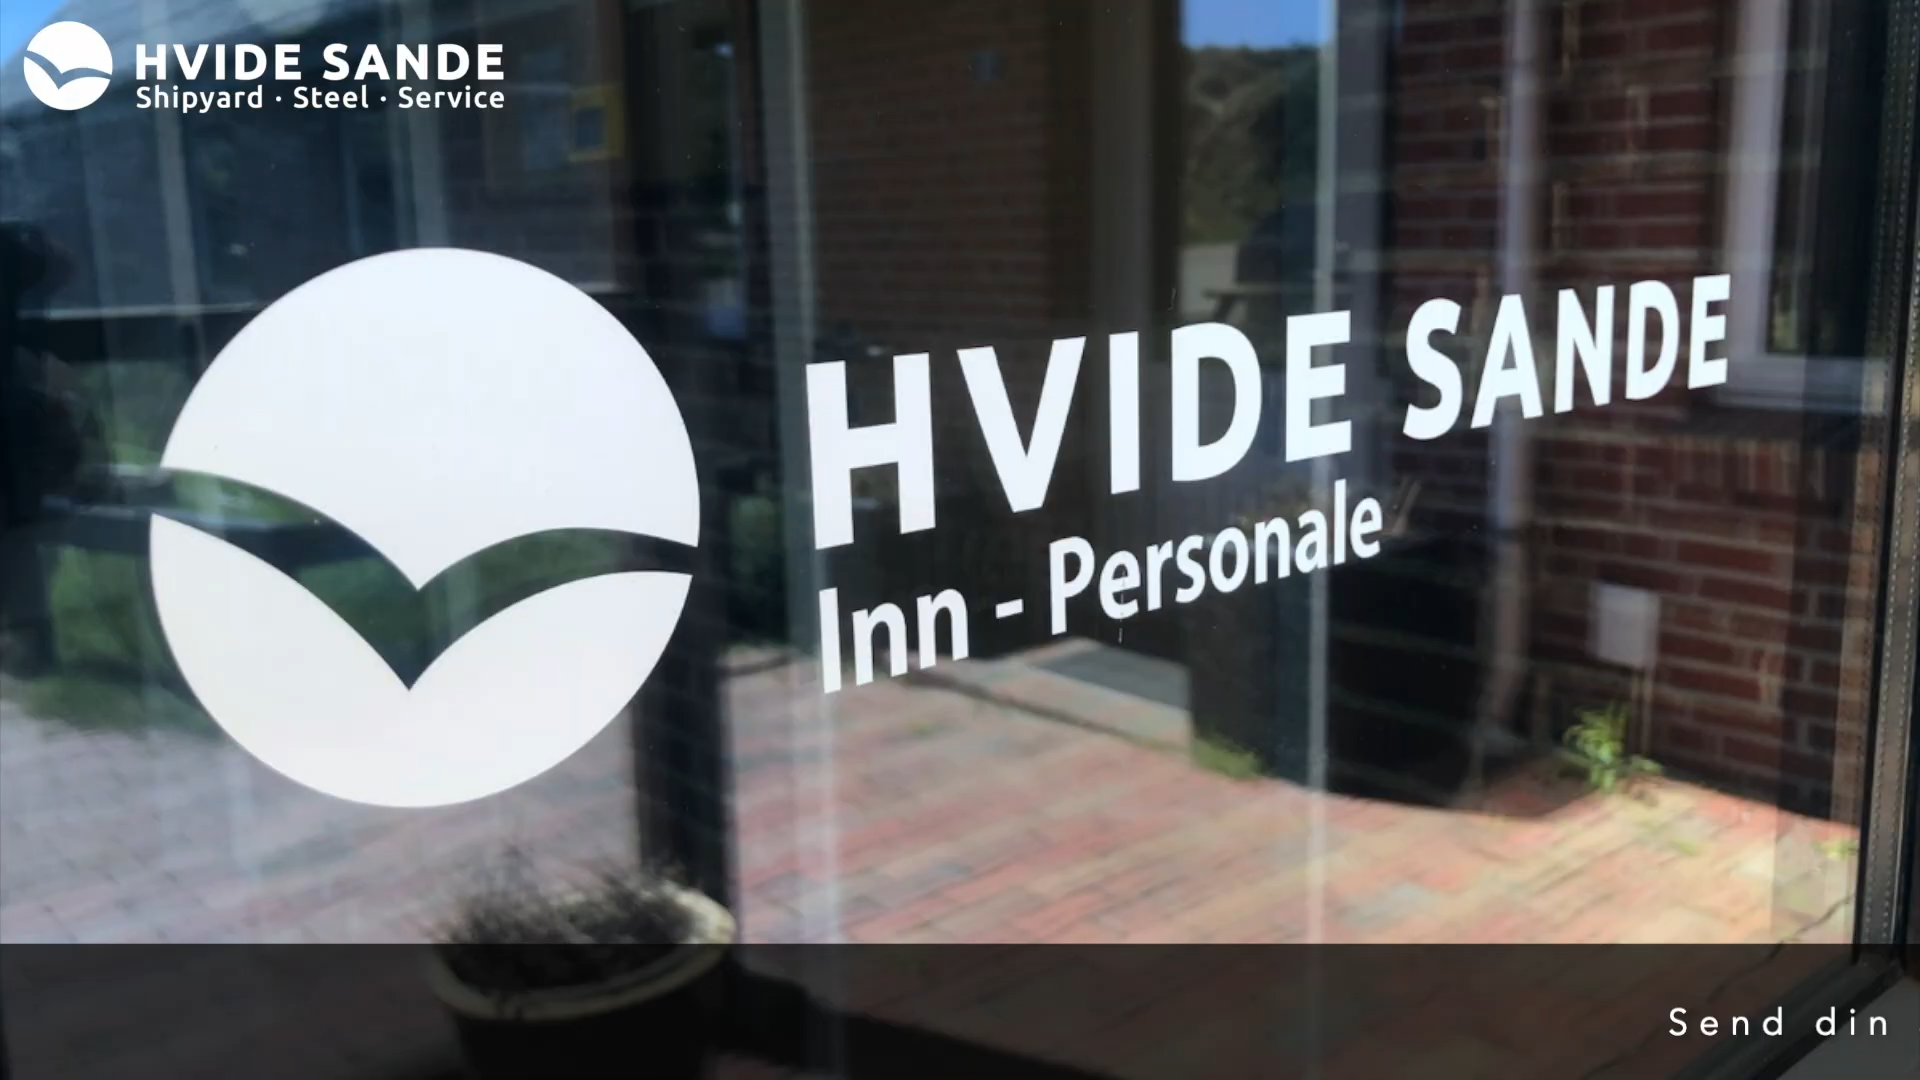 HVIDE SANDE
Shipyard · Steel · Service
HVIDE SANDE
Inn - Personale
Send din